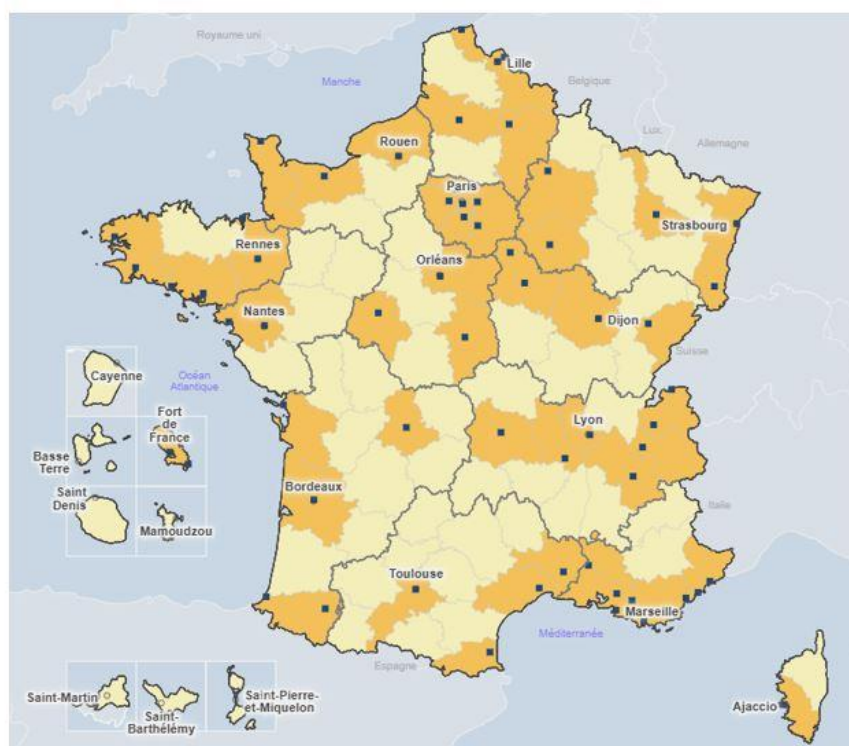 Royaume uni
Lille
Manche
Belgique
Rouen
Lux.
Allemagne
Paris
Strasbourg
Rennes
Orléans
Nantes
Dijon
Suisse
Océan
Atlantique
Cayenne
Fort
de
France
Lyon
Basse
Terre
Bordeaux
Saint
Denis
Italie
Mamoudzou
Toulouse
Marseille
Méditerranée
Espagne
Saint-Martin
Saint-
Barthélémy
Saint-Pierre-
et-Miquelon
Ajaccio